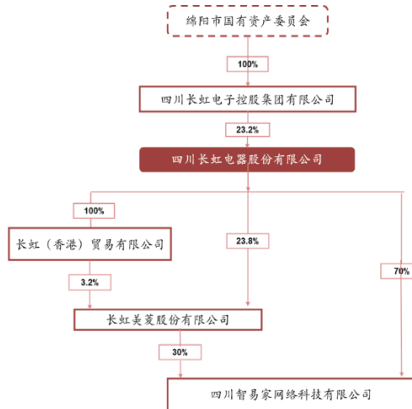 绵阳市国有资产委员会
100%
四川长虹电子控股集团有限公司
23.2%
四川长虹电器股份有限公司
100%
长虹（香港）贸易有限公司
23.8%
70%
3.2%
长虹美菱股份有限公司
30%
四川智易家网络科技有限公司